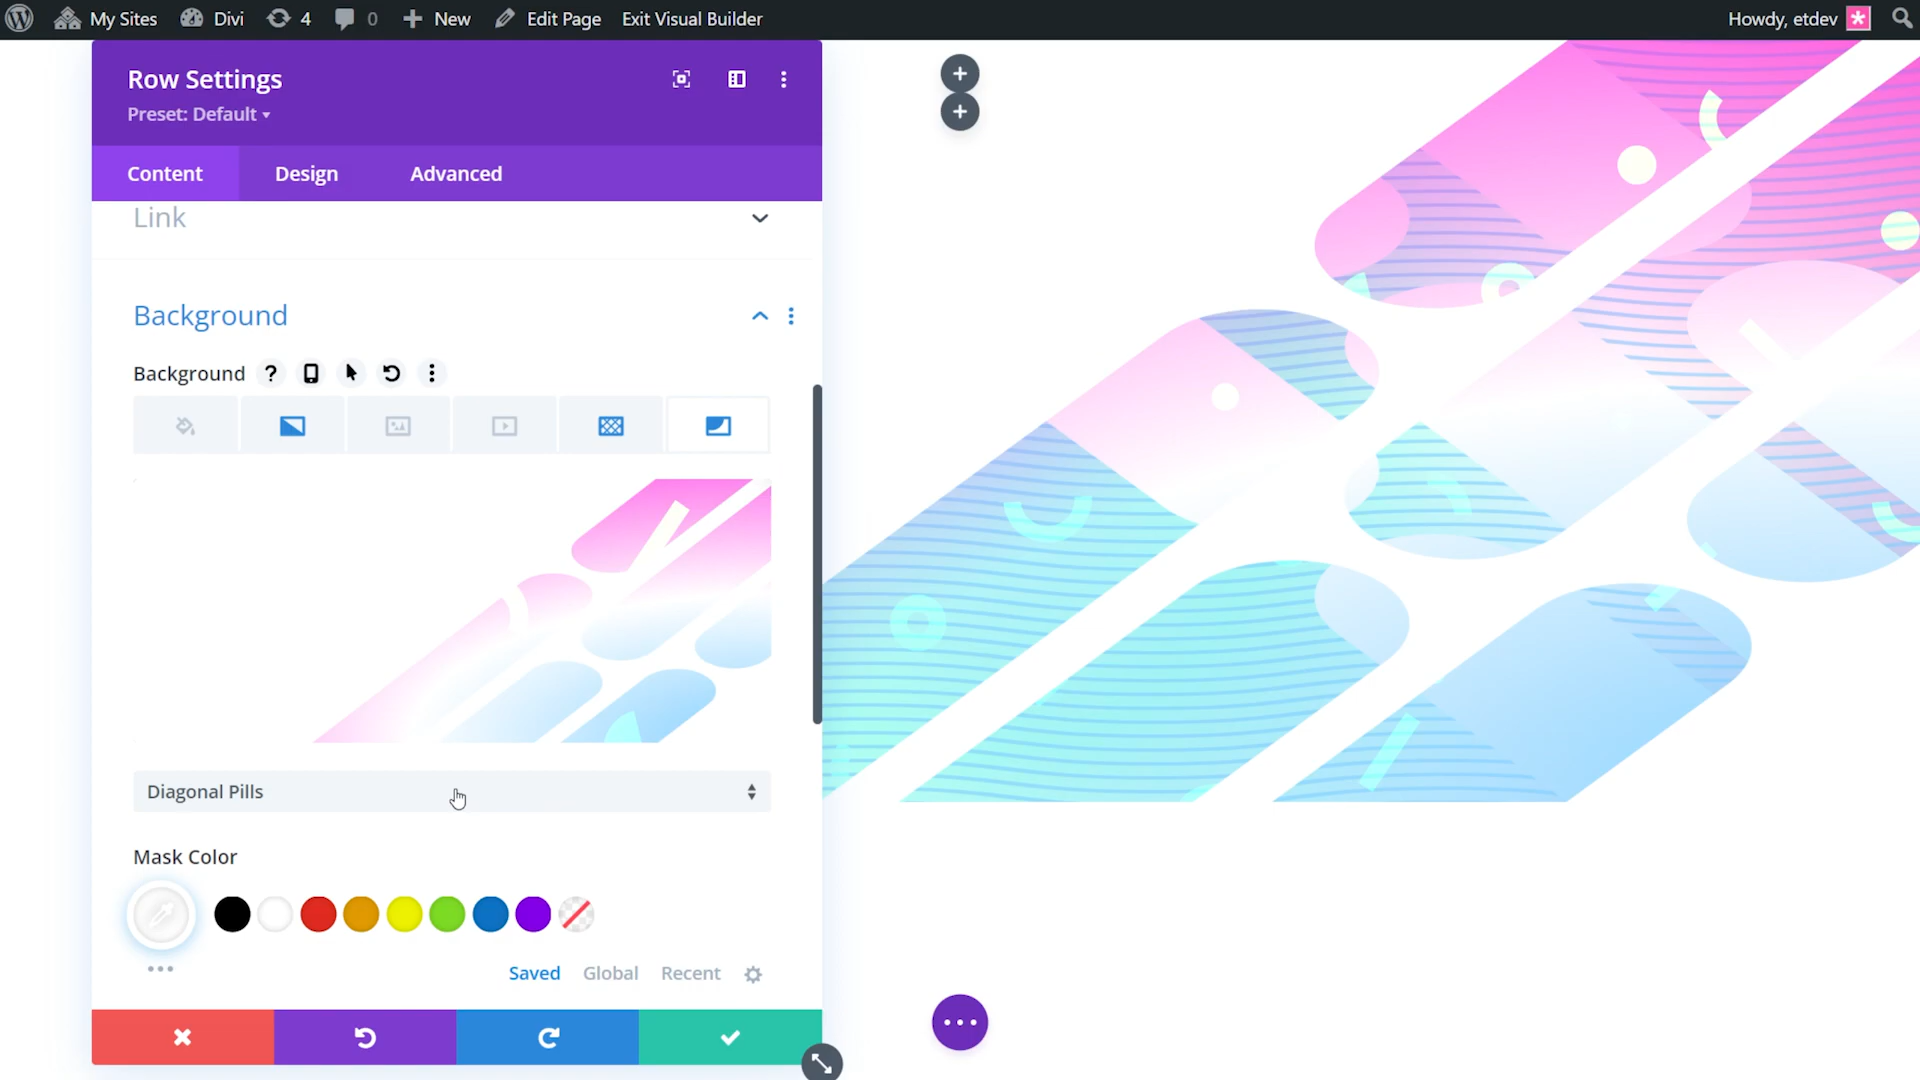 My Sites Divi 4 0 New Edit Page Exit Visual Builder Howdy, etdev
Row Settings
Preset: Default
Content Design Advanced
Link
Background
Background ?
Diagonal Pills
Mask Color
Saved Global Recent